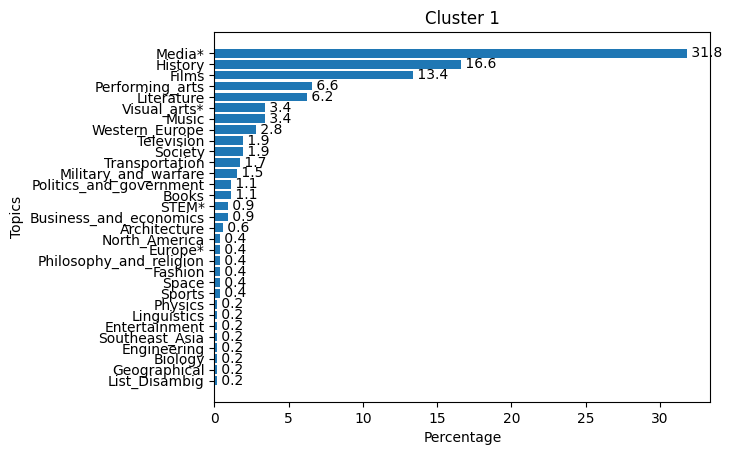 Cluster 1
Topics
Media* 31.8
History 16.6
Films 13.4
Performing_arts 6.6
Literature 6.2
Visual_arts* 3.4
Music 3.4
Western_Europe 2.8
Television 1.9
Society 1.9
Transportation 1.7
Military_and_warfare 1.5
Politics_and_government 1.1
Books 1.1
STEM* 0.9
Business_and_economics 0.9
Architecture 0.6
North_America 0.4
Europe* 0.4
Philosophy_and_religion 0.4
Fashion 0.4
Space 0.4
Sports 0.4
Physics 0.2
Linguistics 0.2
Entertainment 0.2
Southeast_Asia 0.2
Engineering 0.2
Biology 0.2
Geographical 0.2
List_Disambig 0.2
0 5 10 15 20 25 30
Percentage